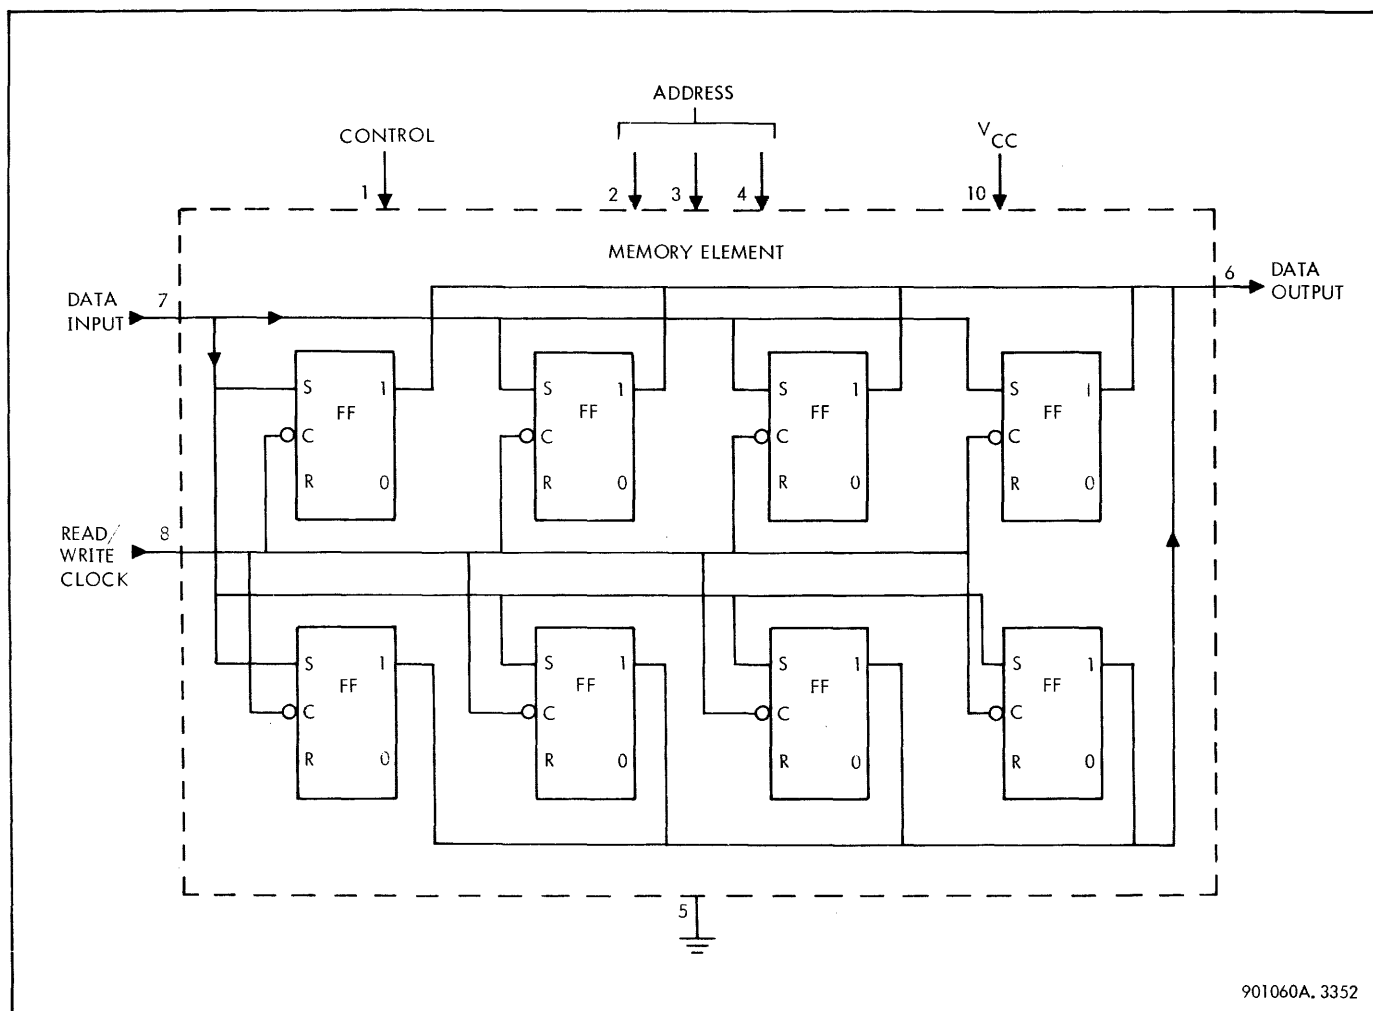 ADDRESS
CONTROL
V CC
1
2
3
4
10
MEMORY ELEMENT
DATA INPUT
7
6
DATA OUTPUT
S 1
FF
C
R 0
S 1
FF
C
R 0
S 1
FF
C
R 0
S 1
FF
C
R 0
READ/
WRITE
CLOCK
8
S 1
FF
C
R 0
S 1
FF
C
R 0
S 1
FF
C
R 0
S 1
FF
C
R 0
5
901060A. 3352